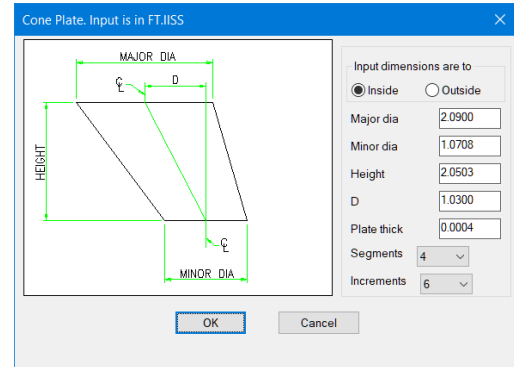 Cone Plate. Input is in FT.IISS
MAJOR DIA
℄
D
HEIGHT
℄
MINOR DIA
Input dimensions are to
Inside Outside
Major dia 2.0900
Minor dia 1.0708
Height 2.0503
D 1.0300
Plate thick 0.0004
Segments 4
Increments 6
OK Cancel